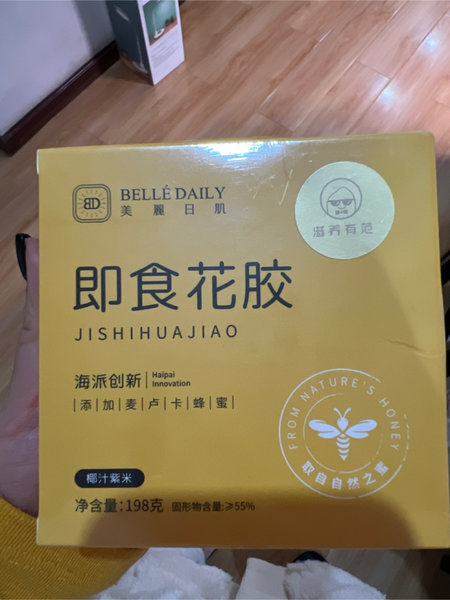 BD
BELLÉ DAILY
美麗日肌
滋养有范
即食花胶
JISHIHUAJIAO
海派创新
Haipai
Innovation
添加麦卢卡蜂蜜
FROM NATURE'S HONEY
取自自然之蜜
椰汁紫米
净含量:198克 固形物含量:≥55%